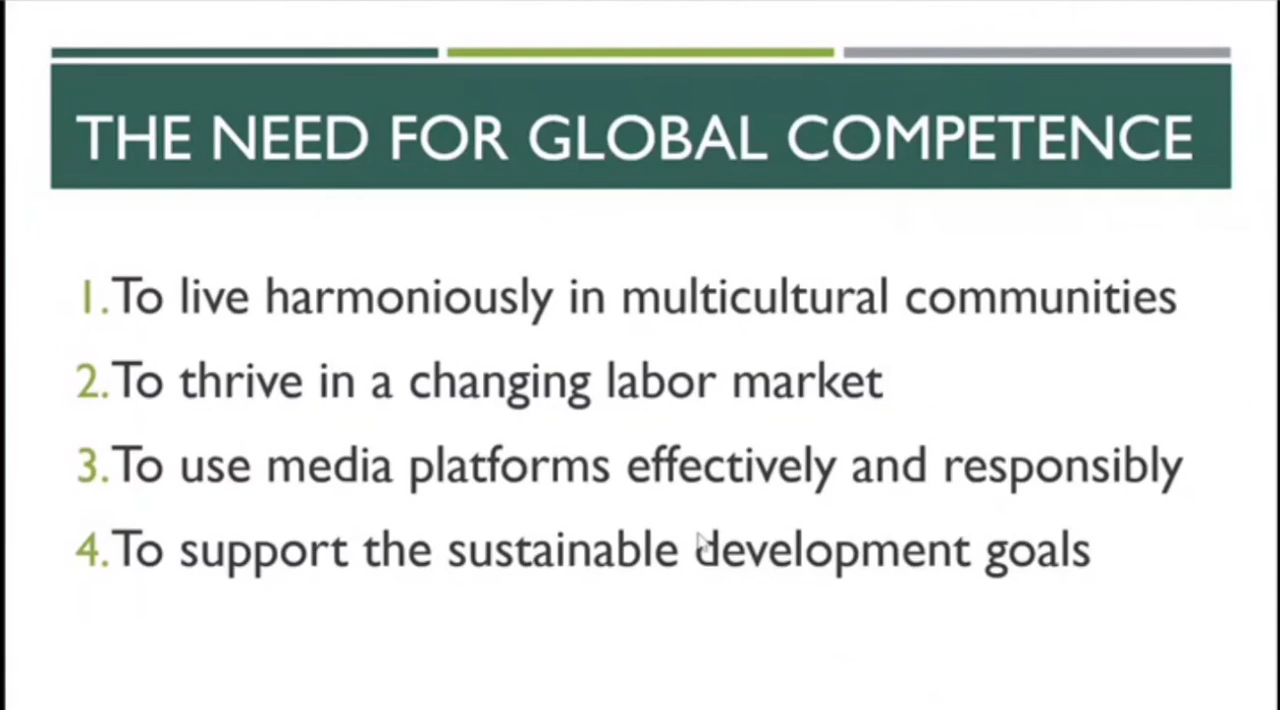 THE NEED FOR GLOBAL COMPETENCE
1. To live harmoniously in multicultural communities
2. To thrive in a changing labor market
3. To use media platforms effectively and responsibly
4. To support the sustainable development goals